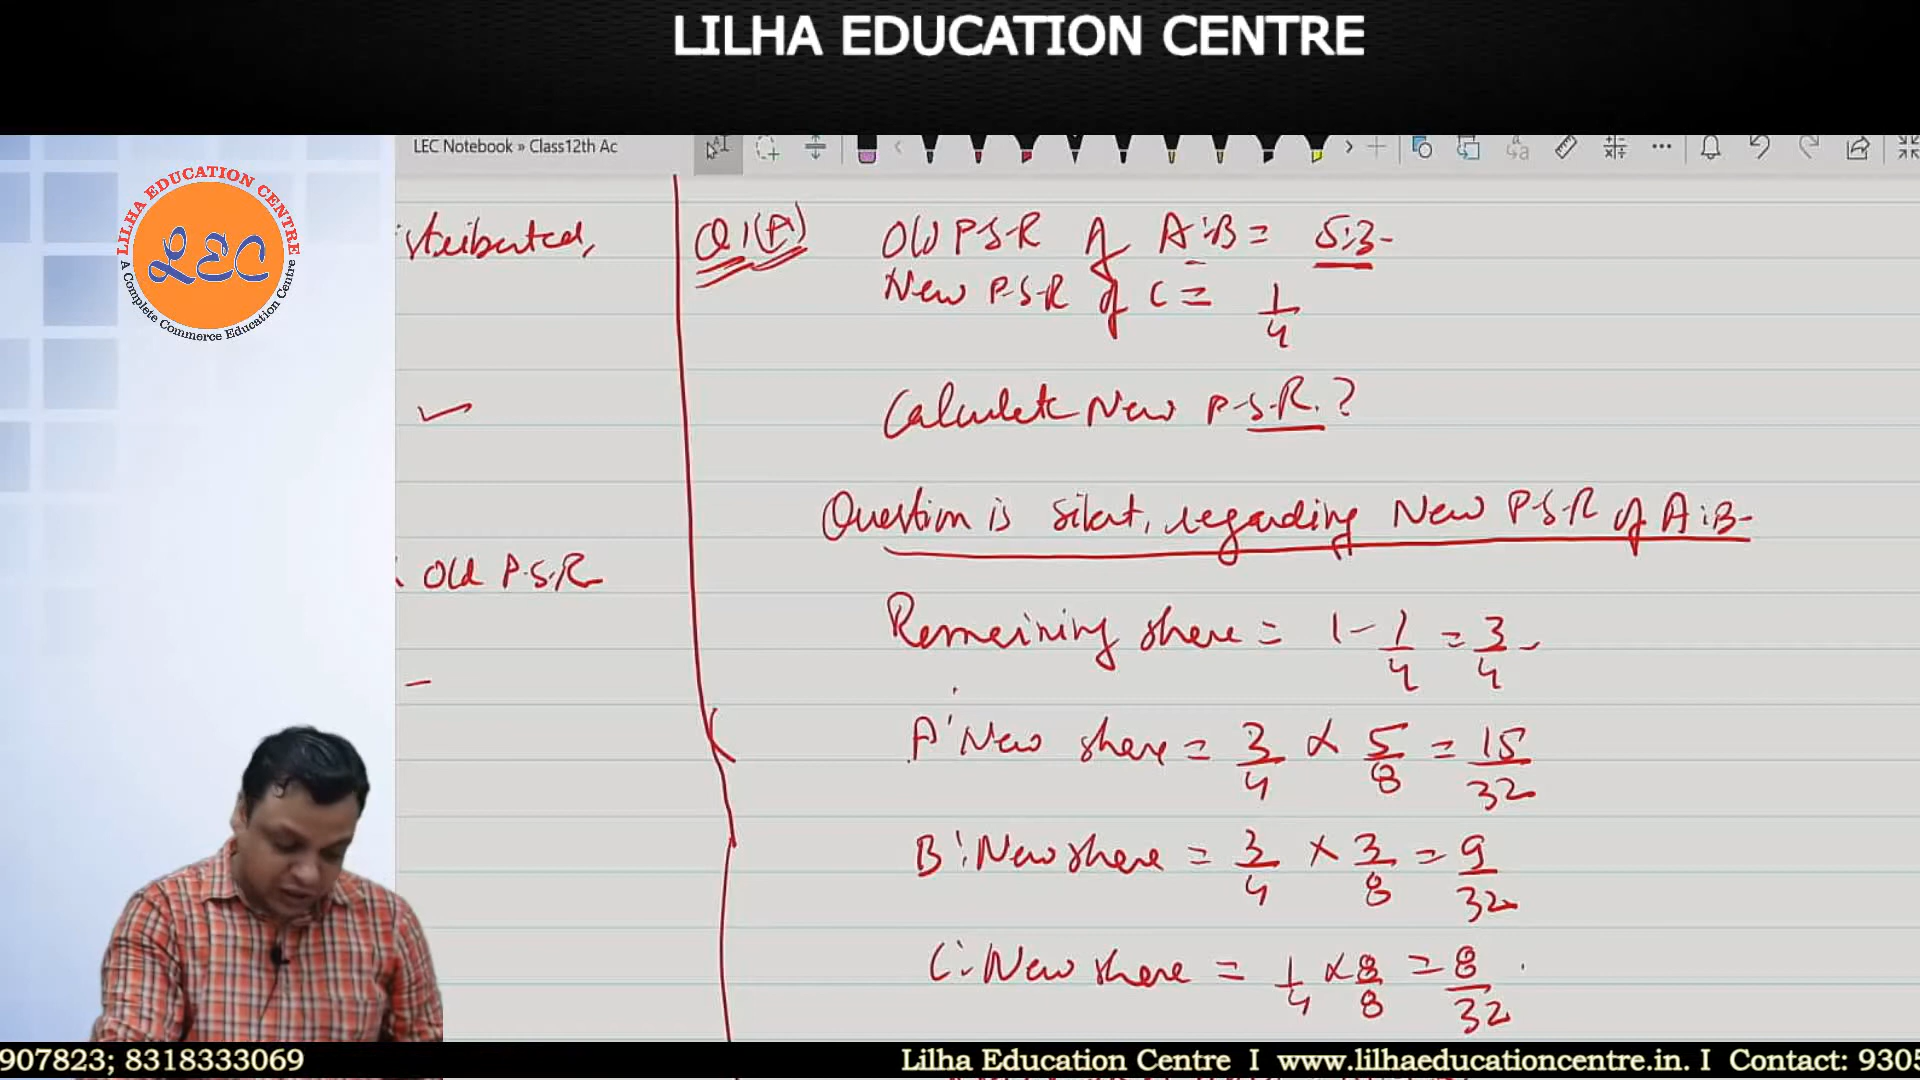 LILHA EDUCATION CENTRE
LEC Notebook » Class12th Ac
LILHA EDUCATION CENTRE
LEC
A Complete Commerce Education Centre
Old P.S.R
Q1(A) Old P.S.R of A:B = 5:3
New P.S.R of C = 1/4
Calculate New P.S.R.?
Question is silent, regarding New P.S.R of A:B-
Remaining share = 1 - 1/4 = 3/4
A' New share = 3/4 × 5/8 = 15/32
B' New share = 3/4 × 3/8 = 9/32
C' New share = 1/4 × 8/8 = 8/32
907823; 8318333069
Lilha Education Centre I www.lilhaeducationcentre.in. I Contact: 9305